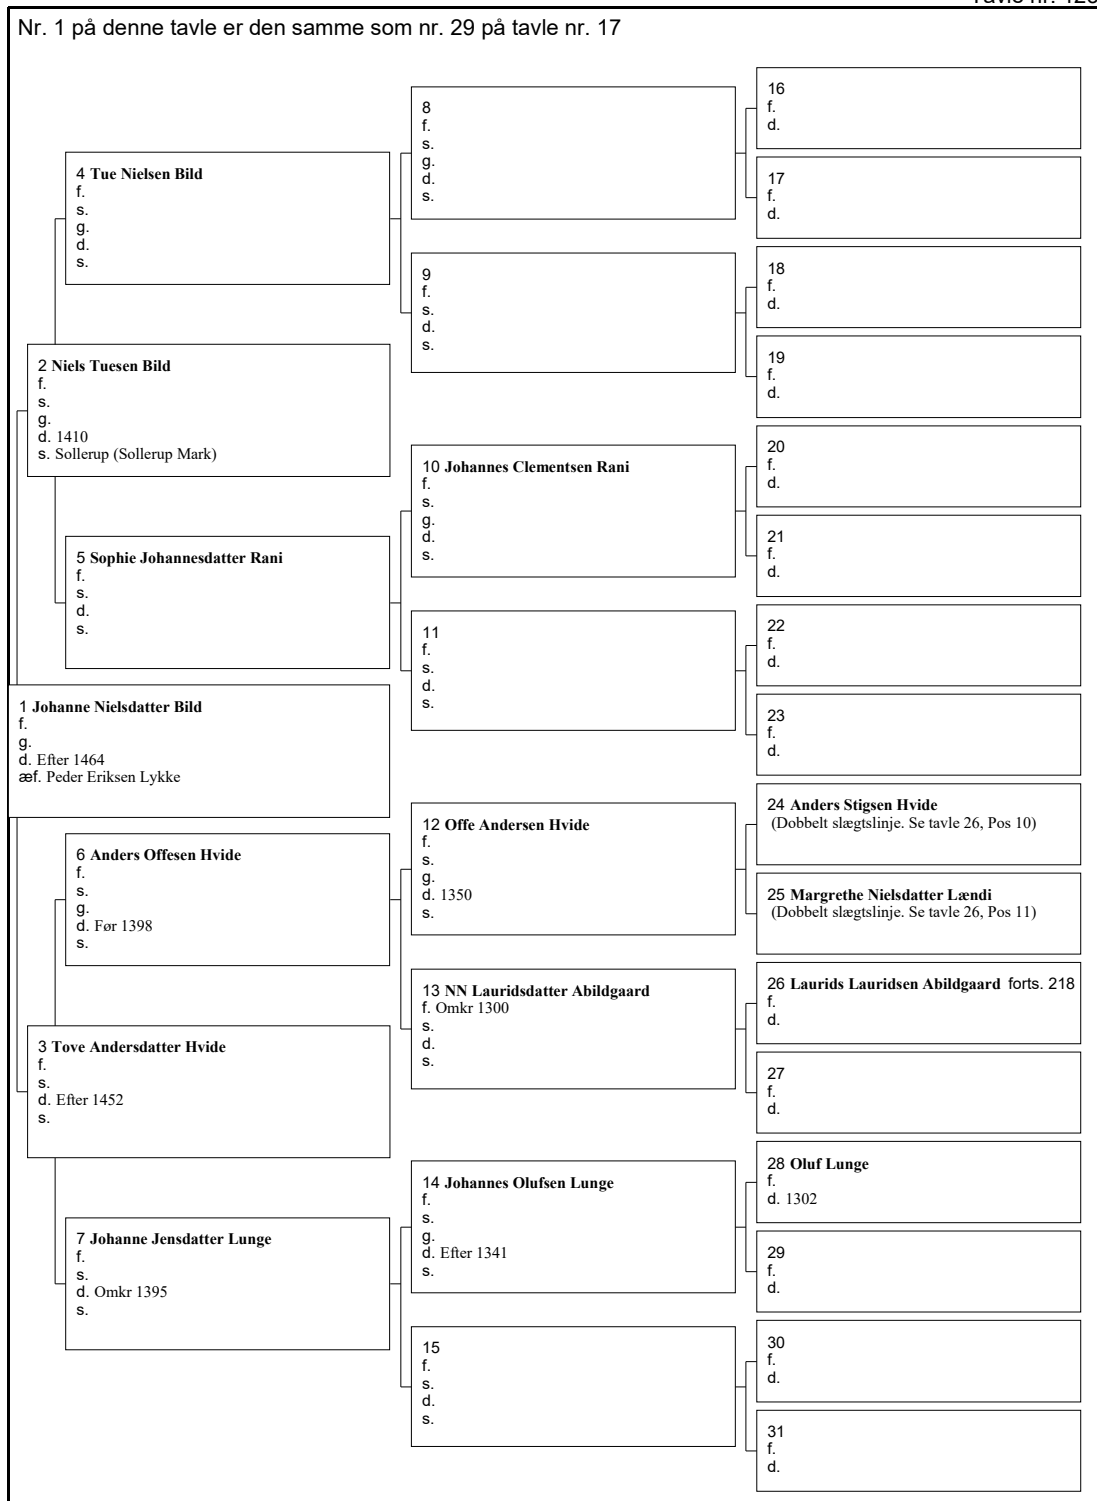 Nr. 1 på denne tavle er den samme som nr. 29 på tavle nr. 17
16
f.
d.
8
f.
s.
g.
d.
s.
4 Tue Nielsen Bild
f.
s.
g.
d.
s.
17
f.
d.
18
f.
d.
9
f.
s.
d.
s.
19
f.
d.
2 Niels Tuesen Bild
f.
s.
g.
d. 1410
s. Sollerup (Sollerup Mark)
20
f.
d.
10 Johannes Clementsen Rani
f.
s.
g.
d.
s.
21
f.
d.
5 Sophie Johannesdatter Rani
f.
s.
d.
s.
22
f.
d.
11
f.
s.
d.
s.
23
f.
d.
1 Johanne Nielsdatter Bild
f.
g.
d. Efter 1464
æf. Peder Eriksen Lykke
24 Anders Stigsen Hvide
(Dobbelt slægtslinje. Se tavle 26, Pos 10)
12 Offe Andersen Hvide
f.
s.
g.
d. 1350
s.
6 Anders Offesen Hvide
f.
s.
g.
d. Før 1398
s.
25 Margrethe Nielsdatter Lændi
(Dobbelt slægtslinje. Se tavle 26, Pos 11)
26 Laurids Lauridsen Abildgaard forts. 218
f.
d.
13 NN Lauridsdatter Abildgaard
f. Omkr 1300
s.
d.
s.
3 Tove Andersdatter Hvide
f.
s.
d. Efter 1452
s.
27
f.
d.
28 Oluf Lunge
f.
d. 1302
14 Johannes Olufsen Lunge
f.
s.
g.
d. Efter 1341
s.
7 Johanne Jensdatter Lunge
f.
s.
d. Omkr 1395
s.
29
f.
d.
30
f.
d.
15
f.
s.
d.
s.
31
f.
d.